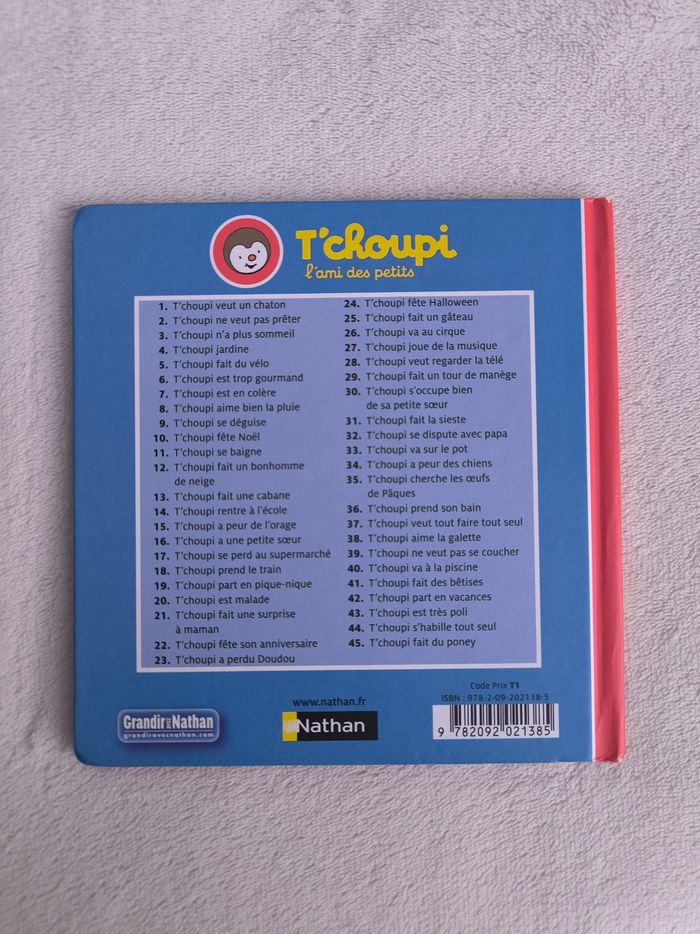 T'choupi
l'ami des petits
1. T'choupi veut un chaton
2. T'choupi ne veut pas prêter
3. T'choupi n'a plus sommeil
4. T'choupi jardine
5. T'choupi fait du vélo
6. T'choupi est trop gourmand
7. T'choupi est en colère
8. T'choupi aime bien la pluie
9. T'choupi se déguise
10. T'choupi fête Noël
11. T'choupi se baigne
12. T'choupi fait un bonhomme
de neige
13. T'choupi fait une cabane
14. T'choupi rentre à l'école
15. T'choupi a peur de l'orage
16. T'choupi a une petite sœur
17. T'choupi se perd au supermarché
18. T'choupi prend le train
19. T'choupi part en pique-nique
20. T'choupi est malade
21. T'choupi fait une surprise
à maman
22. T'choupi fête son anniversaire
23. T'choupi a perdu Doudou
24. T'choupi fête Halloween
25. T'choupi fait un gâteau
26. T'choupi va au cirque
27. T'choupi joue de la musique
28. T'choupi veut regarder la télé
29. T'choupi fait un tour de manège
30. T'choupi s'occupe bien
de sa petite sœur
31. T'choupi fait la sieste
32. T'choupi se dispute avec papa
33. T'choupi va sur le pot
34. T'choupi a peur des chiens
35. T'choupi cherche les œufs
de Pâques
36. T'choupi prend son bain
37. T'choupi veut tout faire tout seul
38. T'choupi aime la galette
39. T'choupi ne veut pas se coucher
40. T'choupi va à la piscine
41. T'choupi fait des bêtises
42. T'choupi part en vacances
43. T'choupi est très poli
44. T'choupi s'habille tout seul
45. T'choupi fait du poney
Grandir avec Nathan
grandiravecnathan.com
www.nathan.fr
Nathan
Code Prix T1
ISBN : 978-2-09-202138-5
9 782092 021385